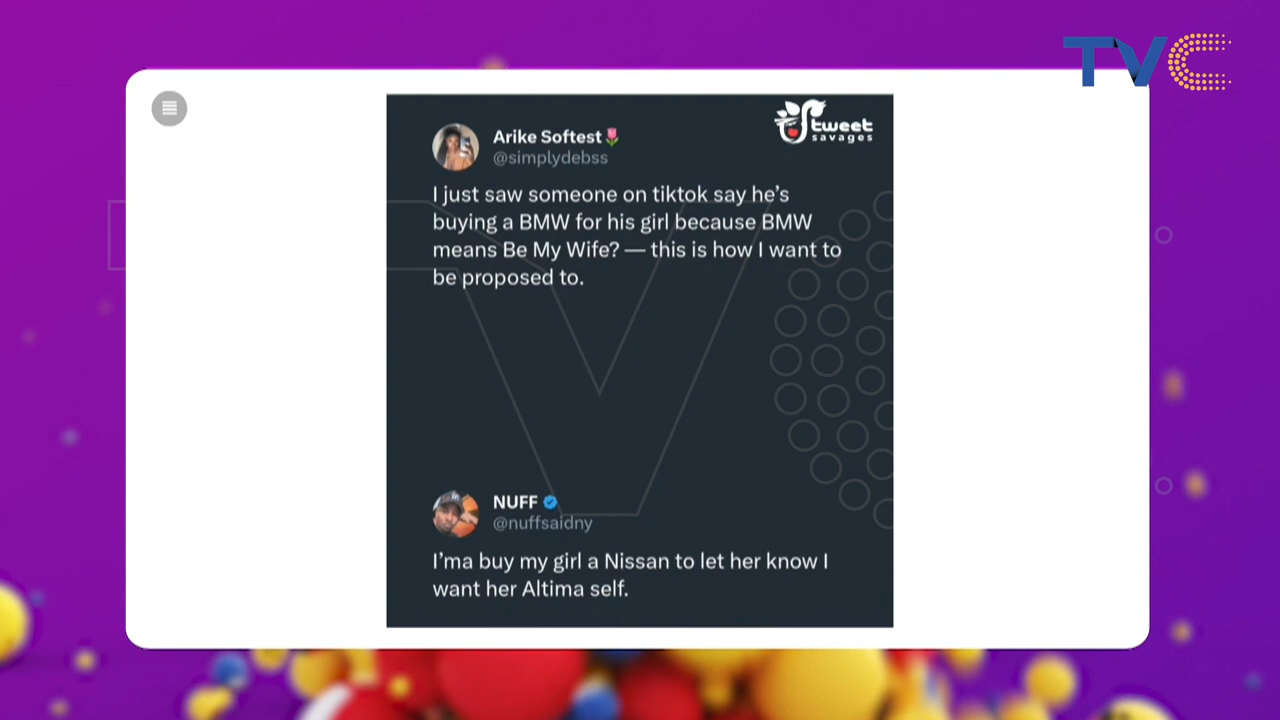 TVC
tweet
savages
Arike Softest🌷
@simplydebss
I just saw someone on tiktok say he’s
buying a BMW for his girl because BMW
means Be My Wife? — this is how I want to
be proposed to.
NUFF
@nuffsaidny
I’ma buy my girl a Nissan to let her know I
want her Altima self.